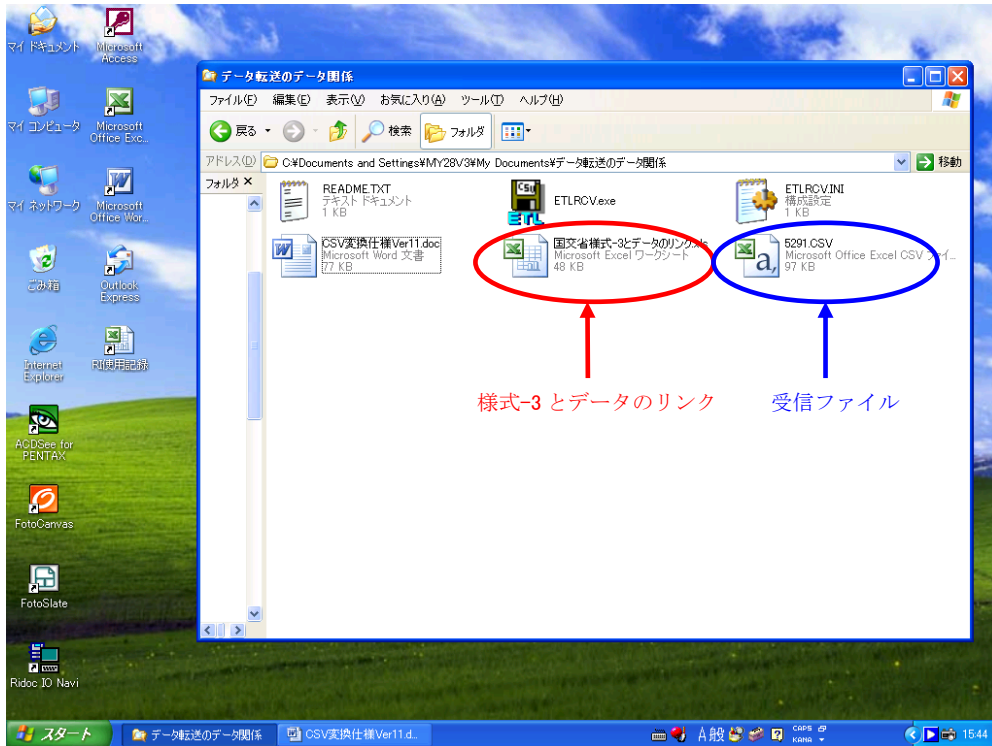 マイ ドキュメント
Microsoft
Access
マイ コンピュータ
Microsoft
Office Exc...
マイ ネットワーク
Microsoft
Office Wor...
ごみ箱
Outlook
Express
Internet
Explorer
RI使用記録
ACDSee for
PENTAX
FotoCanvas
FotoSlate
Ridoc IO Navi
データ転送のデータ関係
ファイル(F) 編集(E) 表示(V) お気に入り(A) ツール(T) ヘルプ(H)
戻る 検索 フォルダ
アドレス(D) C:¥Documents and Settings¥MY28V3¥My Documents¥データ転送のデータ関係 移動
フォルダ
README.TXT
テキスト ドキュメント
1 KB
CSV
ETL
ETLRCV.exe
ETLRCV.INI
構成設定
1 KB
CSV変換仕様Ver11.doc
Microsoft Word 文書
77 KB
国交省様式-3とデータのリンク.xls
Microsoft Excel ワークシート
48 KB
5291.CSV
Microsoft Office Excel CSV ファイ...
97 KB
様式-3 とデータのリンク
受信ファイル
スタート
データ転送のデータ関係
CSV変換仕様Ver11.d...
A 般
CAPS
KANA
15:44